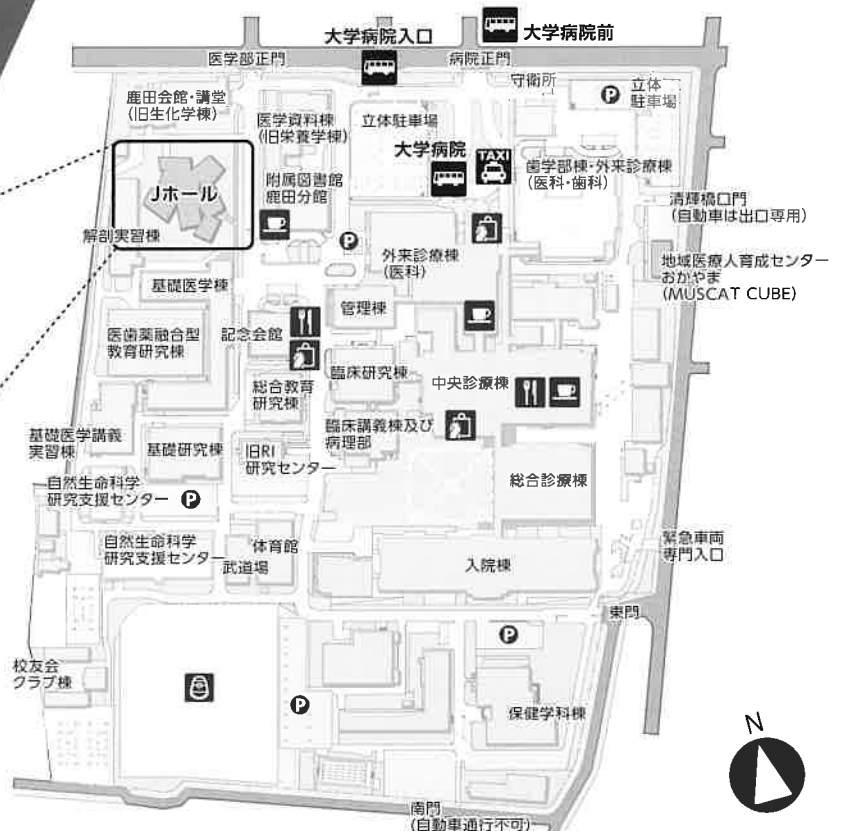 大学病院前
大学病院入口
医学部正門
病院正門
守衛所
鹿田会館・講堂
(旧生化学棟)
医学資料棟
(旧栄養学棟)
立体駐車場
P
立体
駐車場
大学病院
TAXI
歯学部棟・外来診療棟
(医科・歯科)
Jホール
附属図書館
鹿田分館
清輝橋口門
(自動車は出口専用)
解剖実習棟
P
外来診療棟
(医科)
地域医療人育成センター
おかやま
(MUSCAT CUBE)
基礎医学棟
管理棟
医歯薬融合型
教育研究棟
記念会館
臨床研究棟
中央診療棟
総合教育
研究棟
基礎医学講義
実習棟
基礎研究棟
旧RI
研究センター
臨床講義棟及び
病理部
自然生命科学
研究支援センター
P
総合診療棟
自然生命科学
研究支援センター
武道場
体育館
入院棟
緊急車両
専門入口
東門
P
校友会
クラブ棟
P
保健学科棟
N
南門
(自動車通行不可)